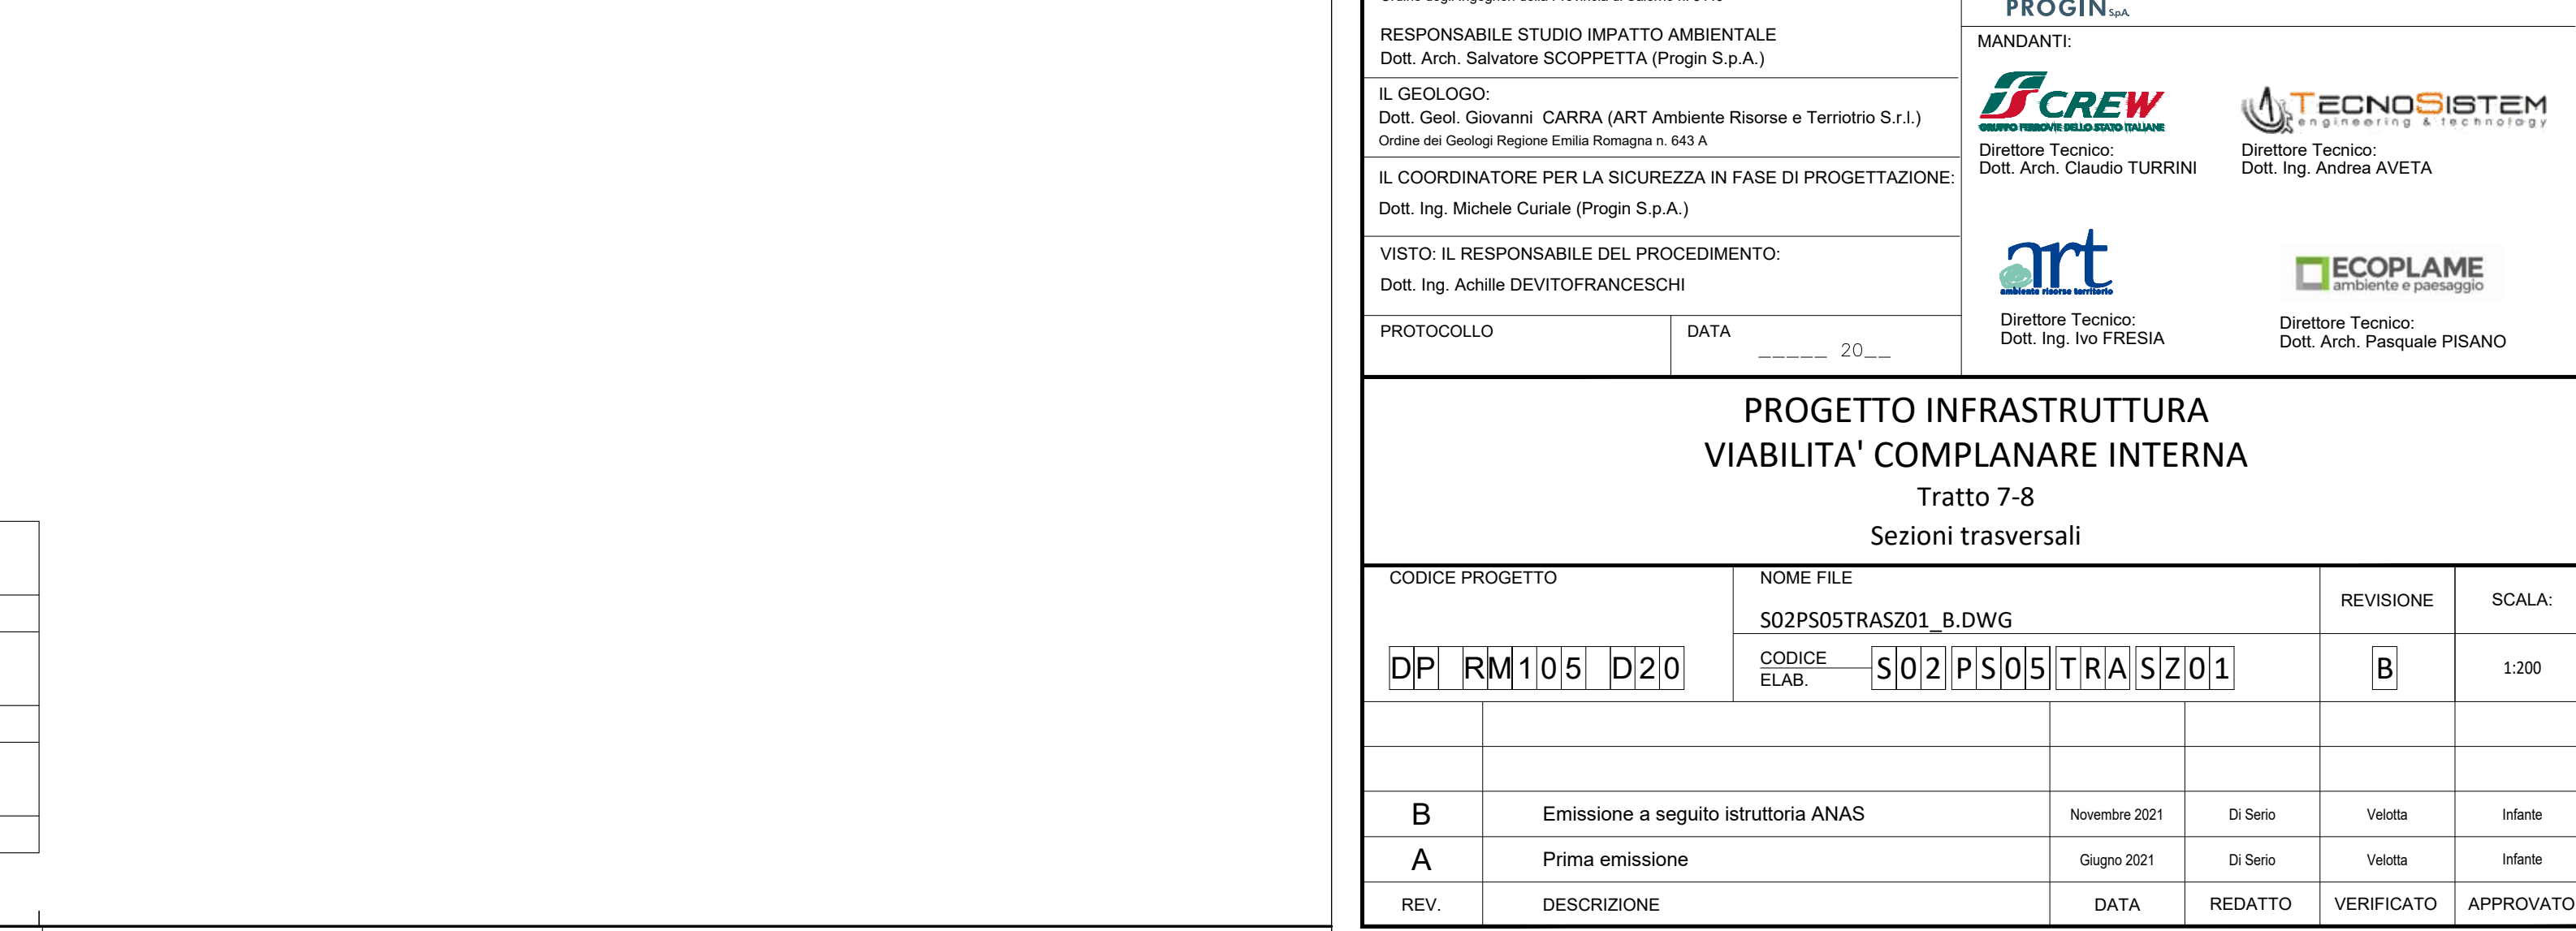 PROGIN S.p.A.
RESPONSABILE STUDIO IMPATTO AMBIENTALE
Dott. Arch. Salvatore SCOPPETTA (Progin S.p.A.)
IL GEOLOGO:
Dott. Geol. Giovanni  CARRA (ART Ambiente Risorse e Terriotrio S.r.l.)
Ordine dei Geologi Regione Emilia Romagna n. 643 A
IL COORDINATORE PER LA SICUREZZA IN FASE DI PROGETTAZIONE:
Dott. Ing. Michele Curiale (Progin S.p.A.)
VISTO: IL RESPONSABILE DEL PROCEDIMENTO:
Dott. Ing. Achille DEVITOFRANCESCHI
PROTOCOLLO
DATA
_____ 20__
MANDANTI:
FS CREW
GRUPPO FERROVIE DELLO STATO ITALIANE
Direttore Tecnico:
Dott. Arch. Claudio TURRINI
TECNOSISTEM
engineering & technology
Direttore Tecnico:
Dott. Ing. Andrea AVETA
art
ambiente risorse territorio
Direttore Tecnico:
Dott. Ing. Ivo FRESIA
ECOPLAME
ambiente e paesaggio
Direttore Tecnico:
Dott. Arch. Pasquale PISANO
PROGETTO INFRASTRUTTURA
VIABILITA' COMPLANARE INTERNA
Tratto 7-8
Sezioni trasversali
CODICE PROGETTO
DP RM105 D20
NOME FILE
S02PS05TRASZ01_B.DWG
CODICE
ELAB.
S02 PS05 TRA SZ01
REVISIONE
B
SCALA:
1:200
B Emissione a seguito istruttoria ANAS Novembre 2021 Di Serio Velotta Infante
A Prima emissione Giugno 2021 Di Serio Velotta Infante
REV. DESCRIZIONE DATA REDATTO VERIFICATO APPROVATO